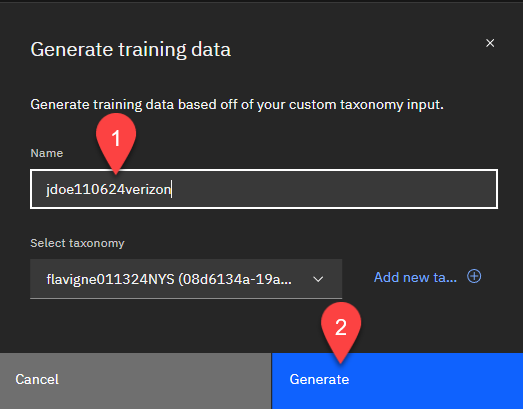 Generate training data
Generate training data based off of your custom taxonomy input.
1
Name
jdoe110624verizon
Select taxonomy
flavigne011324NYS (08d6134a-19a...
Add new ta...
2
Cancel
Generate